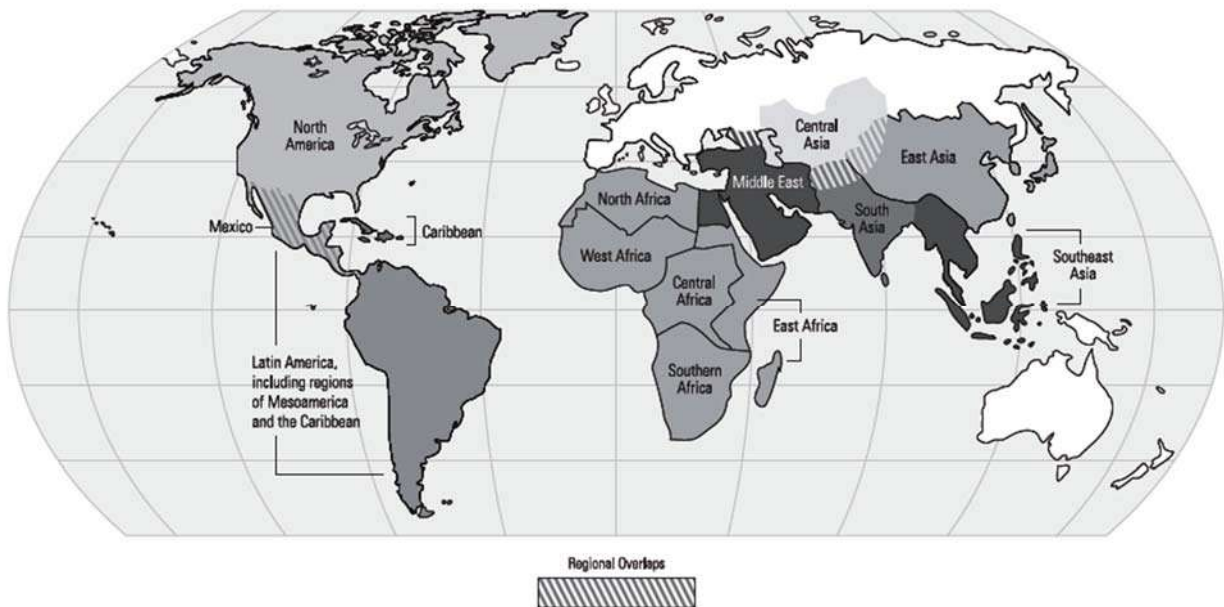 North
America
Mexico
Caribbean
Latin America,
including regions
of Mesoamerica
and the Caribbean
North Africa
West Africa
Central
Africa
East Africa
Southern
Africa
Middle East
Central
Asia
East Asia
South
Asia
Southeast
Asia
Regional Overlaps